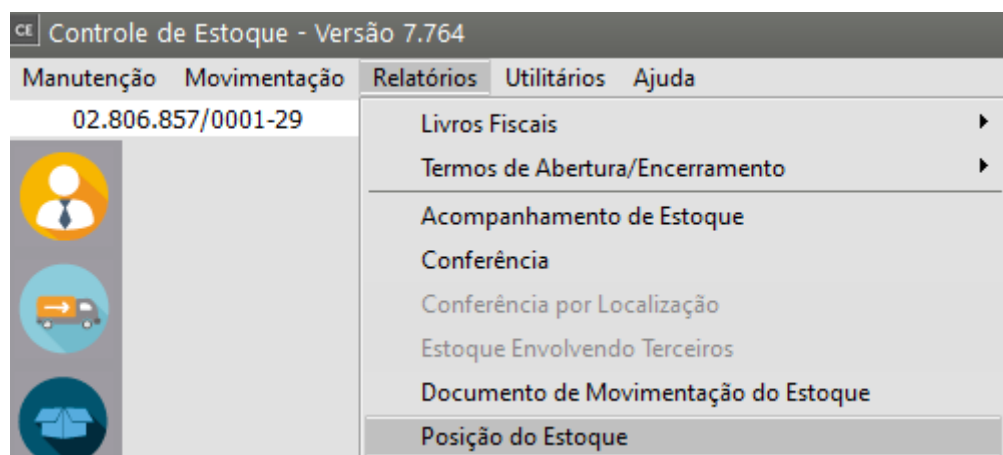 CE Controle de Estoque - Versão 7.764
Manutenção Movimentação Relatórios Utilitários Ajuda
02.806.857/0001-29
Livros Fiscais
Termos de Abertura/Encerramento
Acompanhamento de Estoque
Conferência
Conferência por Localização
Estoque Envolvendo Terceiros
Documento de Movimentação do Estoque
Posição do Estoque